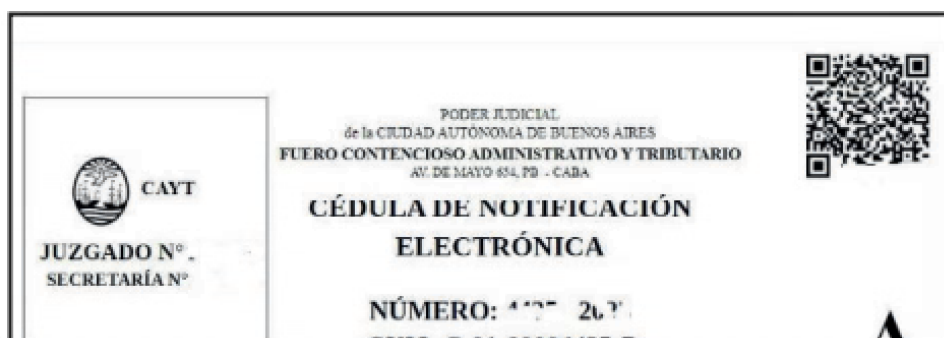 PODER JUDICIAL
de la CIUDAD AUTÓNOMA DE BUENOS AIRES
FUERO CONTENCIOSO ADMINISTRATIVO Y TRIBUTARIO
AV. DE MAYO 654, PB - CABA
CAYT
CÉDULA DE NOTIFICACIÓN
ELECTRÓNICA
JUZGADO N°
SECRETARÍA N°
NÚMERO: